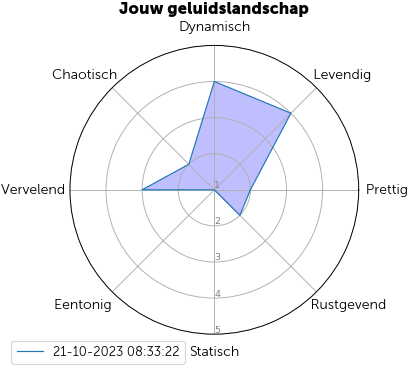 Jouw geluidslandschap
Dynamisch
Chaotisch
Levendig
Vervelend
1
Prettig
2
3
4
Eentonig
Rustgevend
5
21-10-2023 08:33:22
Statisch